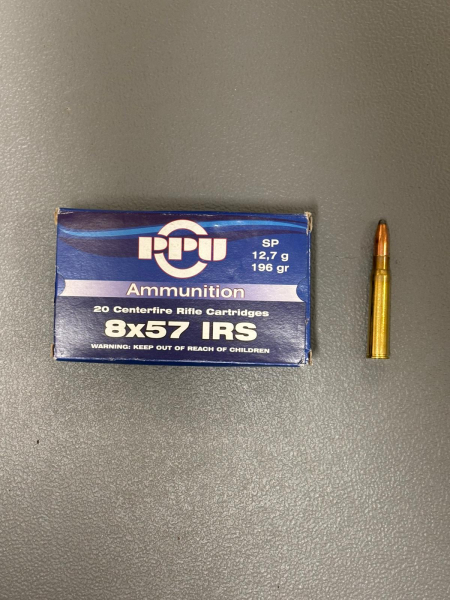 PPU
SP
12,7 g
196 gr
Ammunition
20 Centerfire Rifle Cartridges
8x57 IRS
WARNING: KEEP OUT OF REACH OF CHILDREN